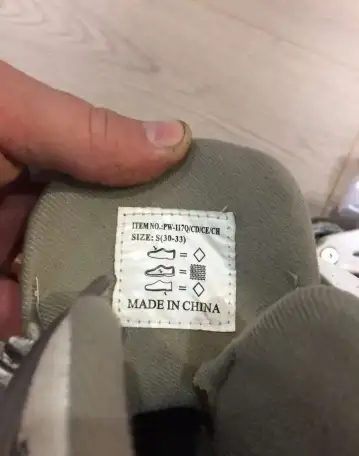 ITEM NO.:PW-117Q/CD/CE/CH
SIZE: S(30-33)
=
=
=
MADE IN CHINA